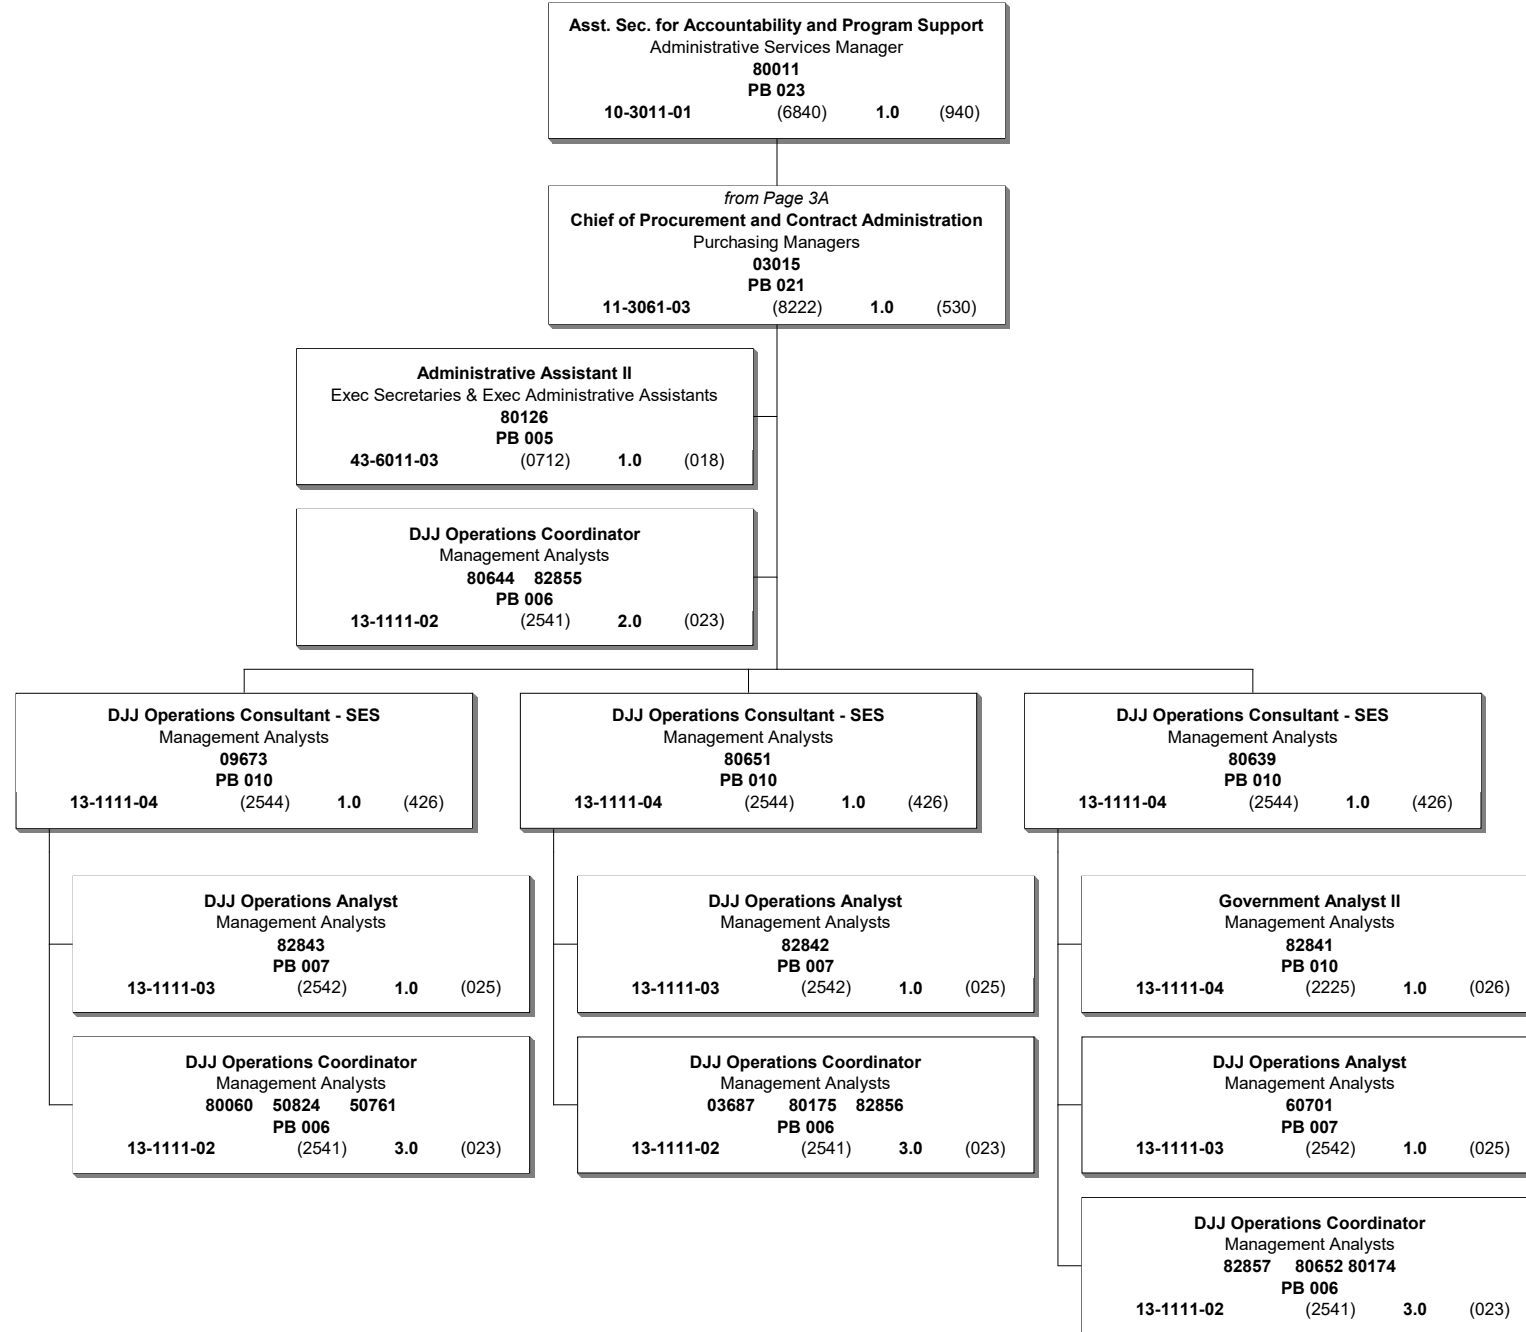 Asst. Sec. for Accountability and Program Support
Administrative Services Manager
80011
PB 023
10-3011-01 (6840) 1.0 (940)
from Page 3A
Chief of Procurement and Contract Administration
Purchasing Managers
03015
PB 021
11-3061-03 (8222) 1.0 (530)
Administrative Assistant II
Exec Secretaries & Exec Administrative Assistants
80126
PB 005
43-6011-03 (0712) 1.0 (018)
DJJ Operations Coordinator
Management Analysts
80644 82855
PB 006
13-1111-02 (2541) 2.0 (023)
DJJ Operations Consultant - SES
Management Analysts
09673
PB 010
13-1111-04 (2544) 1.0 (426)
DJJ Operations Analyst
Management Analysts
82843
PB 007
13-1111-03 (2542) 1.0 (025)
DJJ Operations Coordinator
Management Analysts
80060 50824 50761
PB 006
13-1111-02 (2541) 3.0 (023)
DJJ Operations Consultant - SES
Management Analysts
80651
PB 010
13-1111-04 (2544) 1.0 (426)
DJJ Operations Analyst
Management Analysts
82842
PB 007
13-1111-03 (2542) 1.0 (025)
DJJ Operations Coordinator
Management Analysts
03687 80175 82856
PB 006
13-1111-02 (2541) 3.0 (023)
DJJ Operations Consultant - SES
Management Analysts
80639
PB 010
13-1111-04 (2544) 1.0 (426)
Government Analyst II
Management Analysts
82841
PB 010
13-1111-04 (2225) 1.0 (026)
DJJ Operations Analyst
Management Analysts
60701
PB 007
13-1111-03 (2542) 1.0 (025)
DJJ Operations Coordinator
Management Analysts
82857 80652 80174
PB 006
13-1111-02 (2541) 3.0 (023)